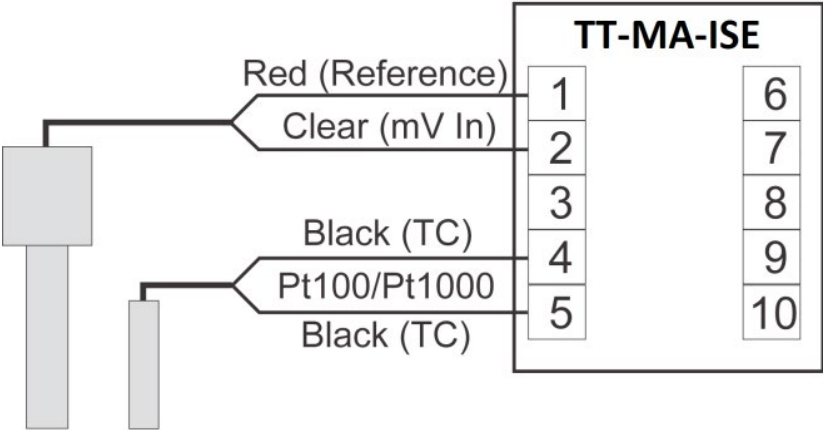 TT-MA-ISE
Red (Reference)
1
6
Clear (mV In)
2
7
3
8
Black (TC)
4
9
Pt100/Pt1000
5
10
Black (TC)